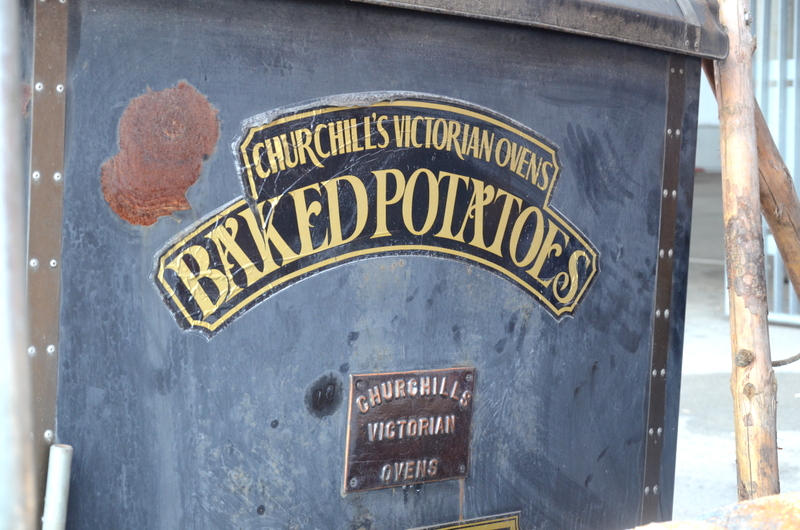 CHURCHILL'S VICTORIAN OVENS
BAKED POTATOES
CHURCHILLS
VICTORIAN
OVENS